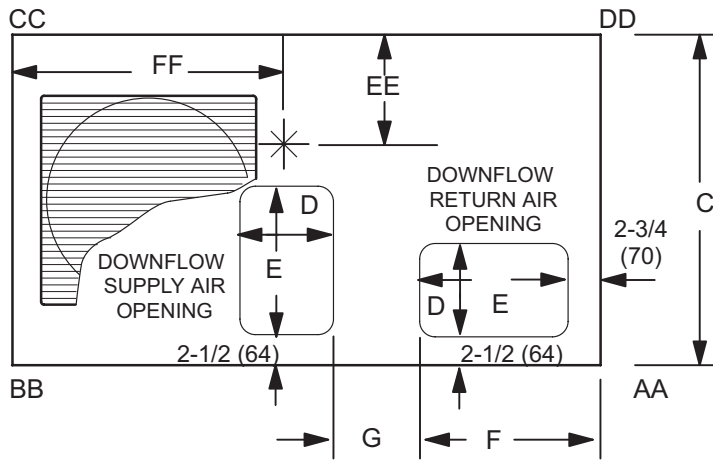 CC
DD
FF
EE
DOWNFLOW
RETURN AIR
OPENING
C
D
2-3/4
(70)
E
DOWNFLOW
SUPPLY AIR
OPENING
D
E
2-1/2 (64)
2-1/2 (64)
BB
AA
G
F